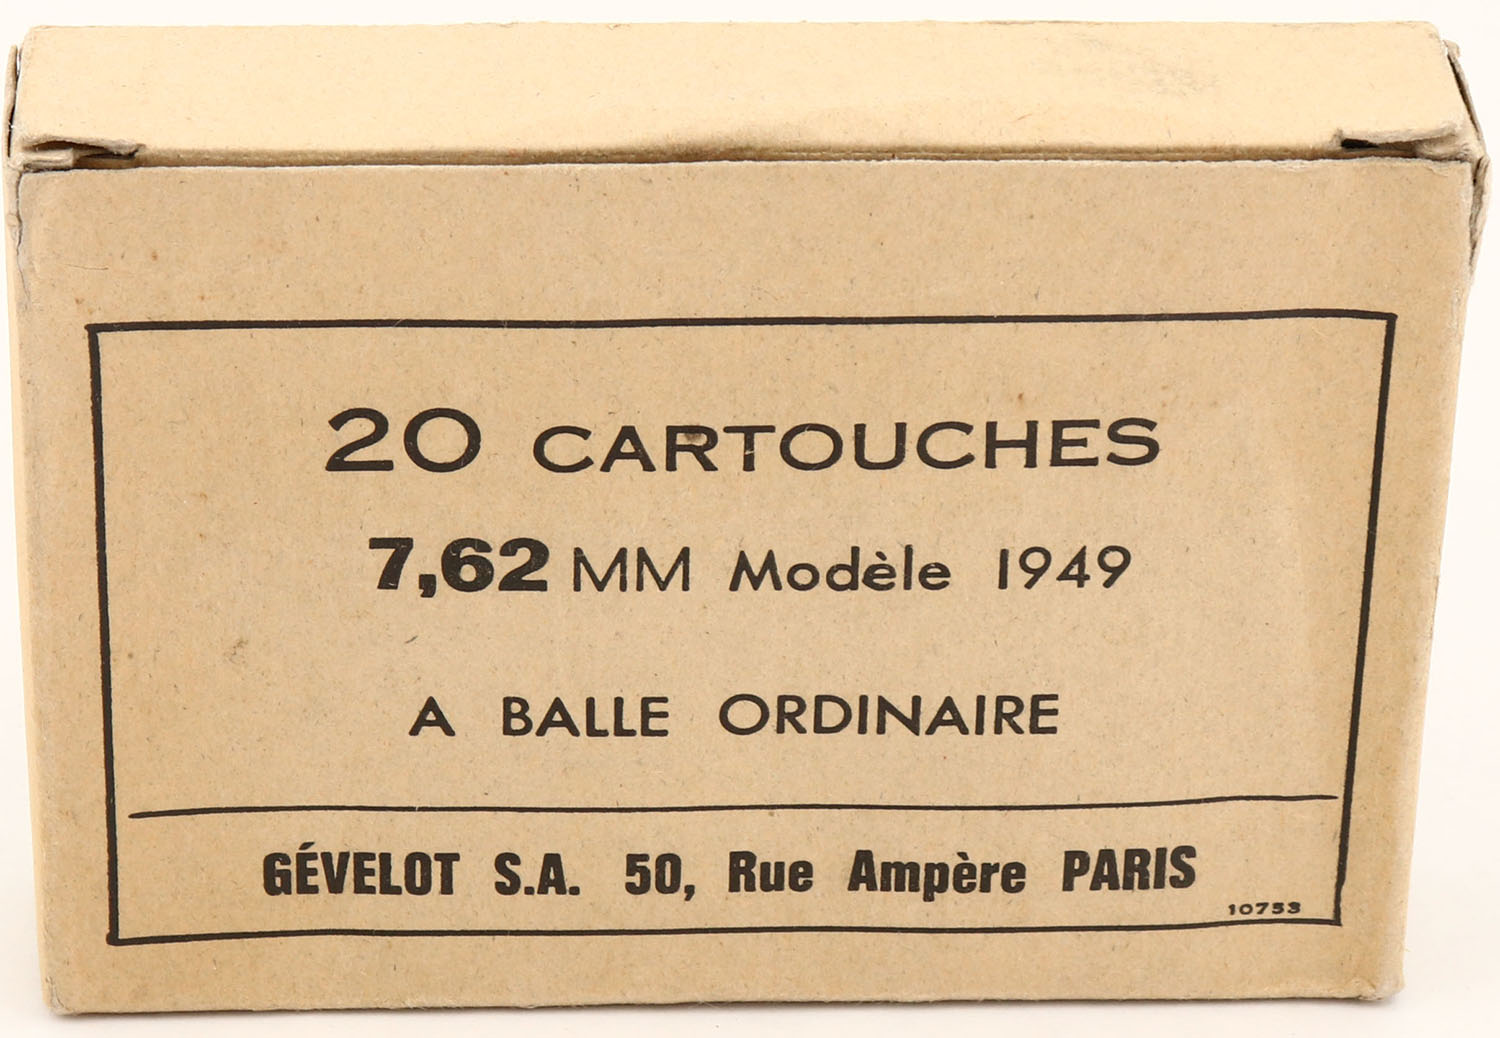 20 CARTOUCHES
7,62 MM Modèle 1949
A BALLE ORDINAIRE
GÉVELOT S.A. 50, Rue Ampère PARIS
10753